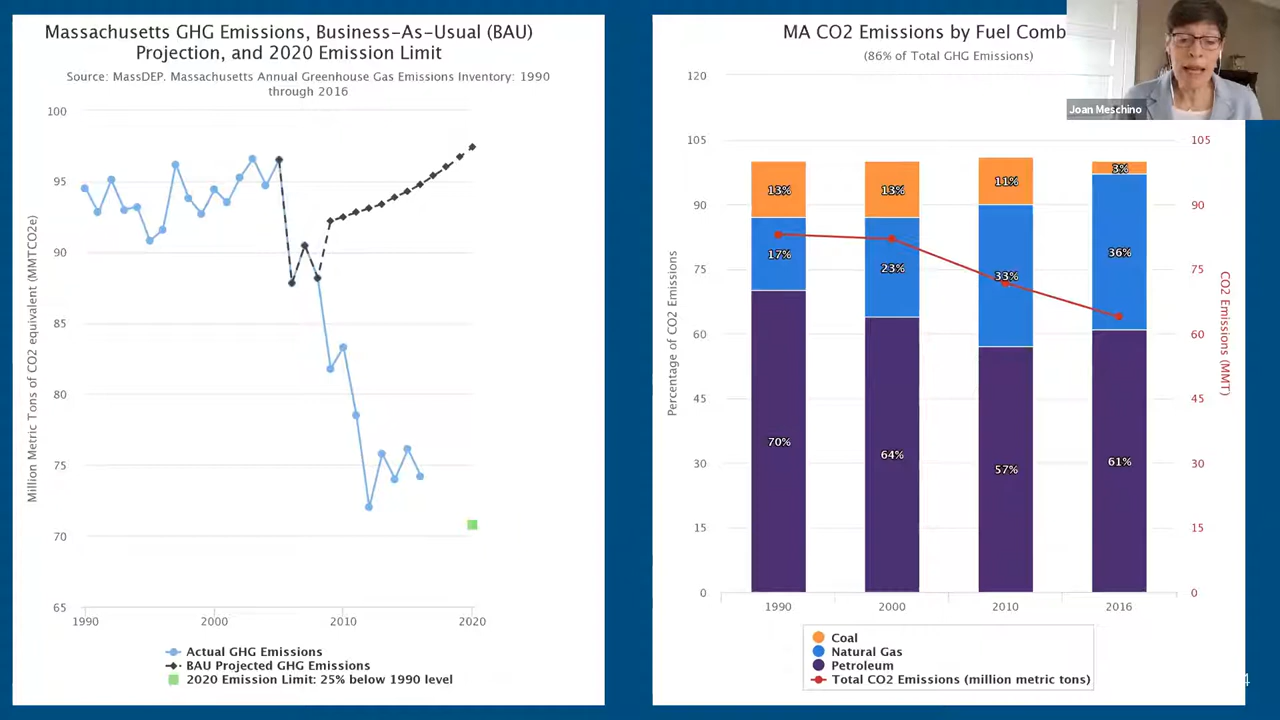 Massachusetts GHG Emissions, Business-As-Usual (BAU)
Projection, and 2020 Emission Limit
Source: MassDEP, Massachusetts Annual Greenhouse Gas Emissions Inventory: 1990
through 2016
Million Metric Tons of CO2 equivalent (MMTCO2e)
100
95
90
85
80
75
70
65
1990
2000
2010
2020
Actual GHG Emissions
BAU Projected GHG Emissions
2020 Emission Limit: 25% below 1990 level
MA CO2 Emissions by Fuel Comb
(86% of Total GHG Emissions)
Joan Meschino
Percentage of CO2 Emissions
120
105
90
75
60
45
30
15
0
13%
17%
70%
13%
23%
64%
11%
33%
57%
3%
36%
61%
105
90
75
60
45
30
15
0
CO2 Emissions (MMT)
1990
2000
2010
2016
Coal
Natural Gas
Petroleum
Total CO2 Emissions (million metric tons)
4